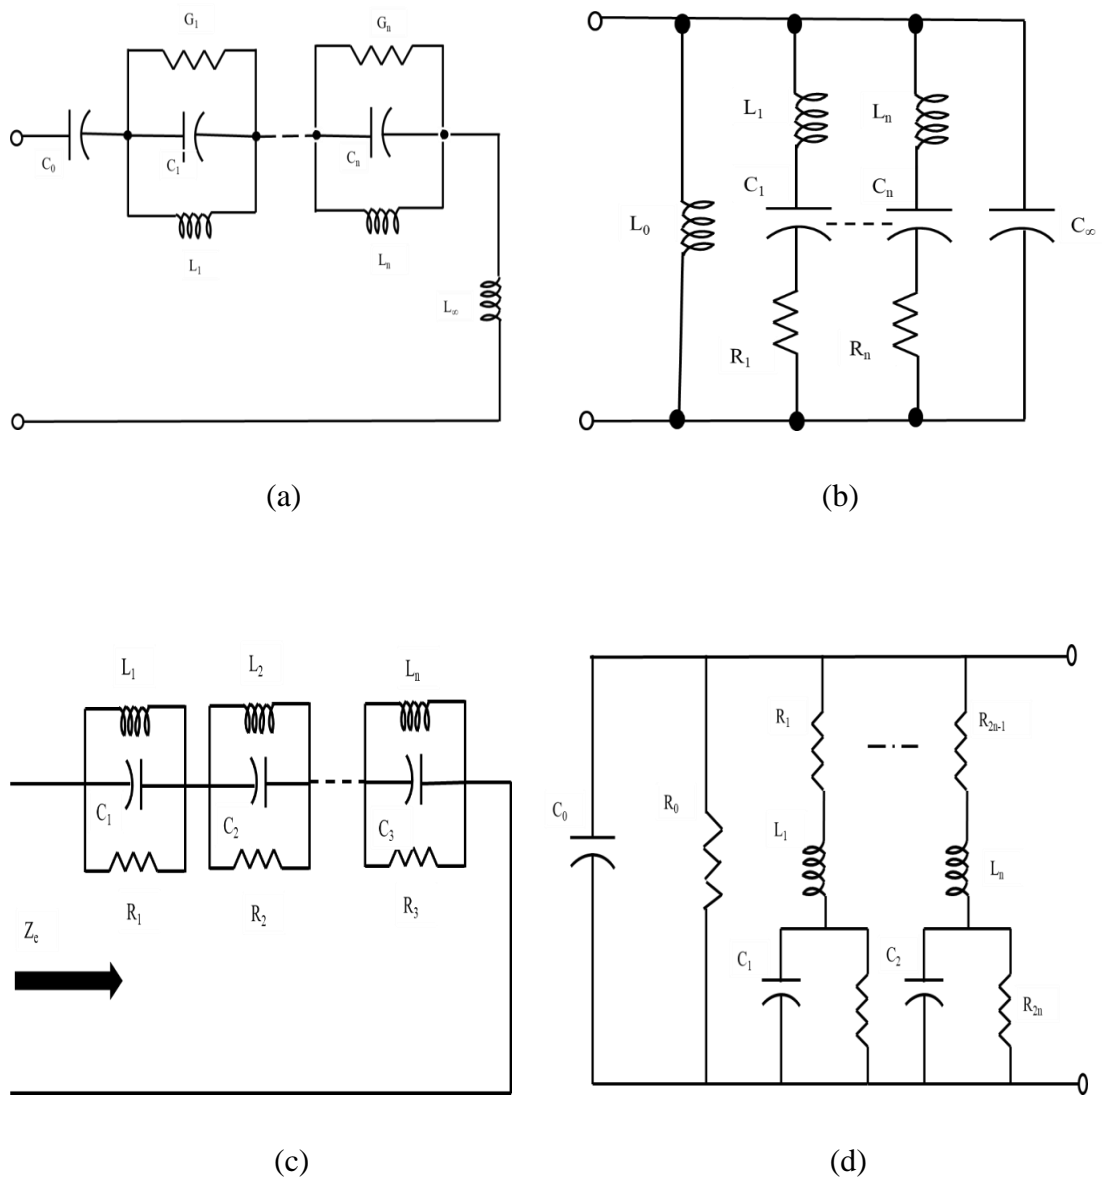 G₁ Gₙ
C₀ C₁ Cₙ
L₁ Lₙ
L∞
(a)
L₁ Lₙ
C₁ Cₙ
L₀ C∞
R₁ Rₙ
(b)
L₁ L₂ Lₙ
C₁ C₂ C₃
R₁ R₂ R₃
Zₑ
(c)
R₁ R₂ₙ₋₁
C₀ R₀
L₁ Lₙ
C₁ C₂
R₂ₙ
(d)